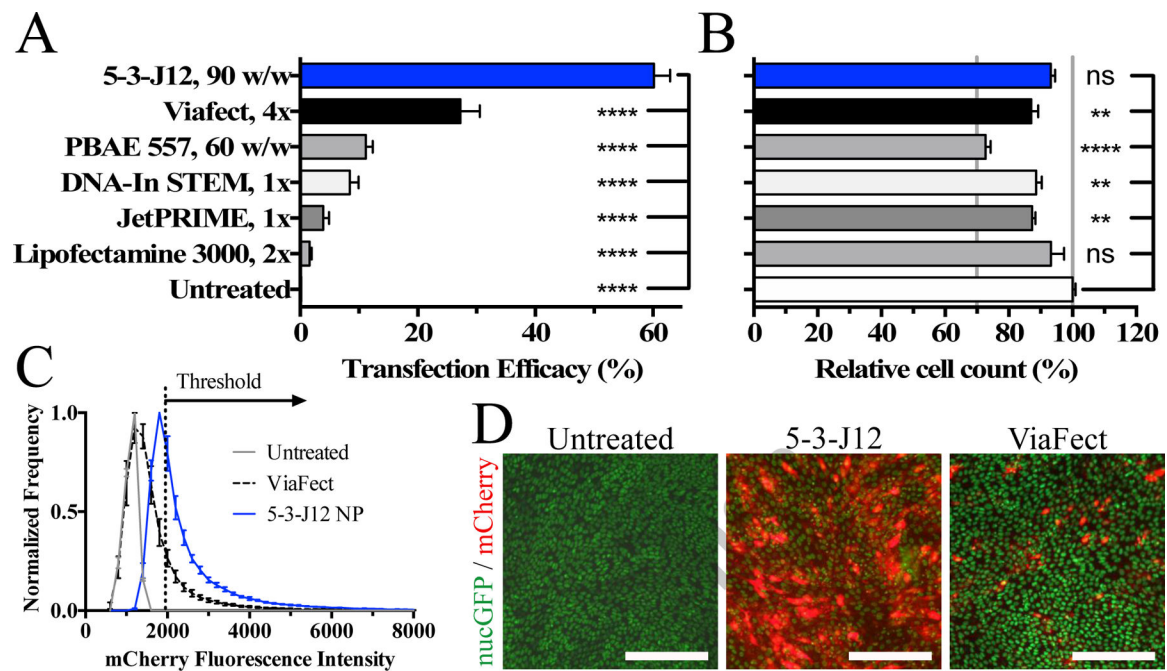 A
5-3-J12, 90 w/w
Viafect, 4x
****
PBAE 557, 60 w/w
****
DNA-In STEM, 1x
****
JetPRIME, 1x
****
Lipofectamine 3000, 2x
****
Untreated
****
0 20 40 60
Transfection Efficacy (%)
B
ns
**
****
**
**
ns
0 20 40 60 80 100 120
Relative cell count (%)
C
Threshold
Normalized Frequency
1.0
0.5
0.0
Untreated
ViaFect
5-3-J12 NP
0 2000 4000 6000 8000
mCherry Fluorescence Intensity
D
Untreated 5-3-J12 ViaFect
nucGFP / mCherry